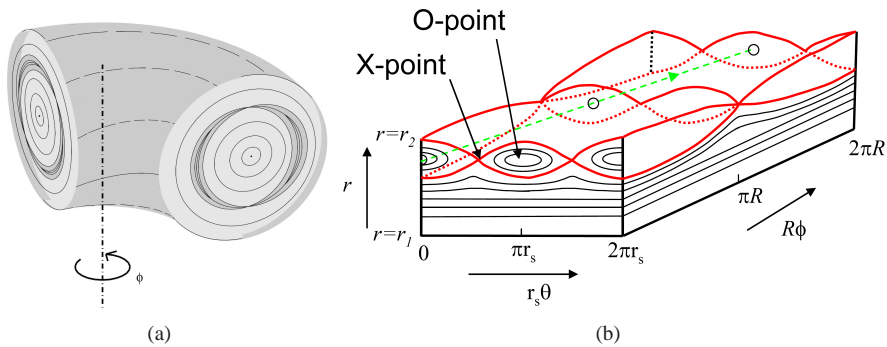 ϕ
(a)
O-point
X-point
r=r₂
r
r=r₁
0
πrₛ
2πrₛ
rₛθ
πR
2πR
Rϕ
(b)